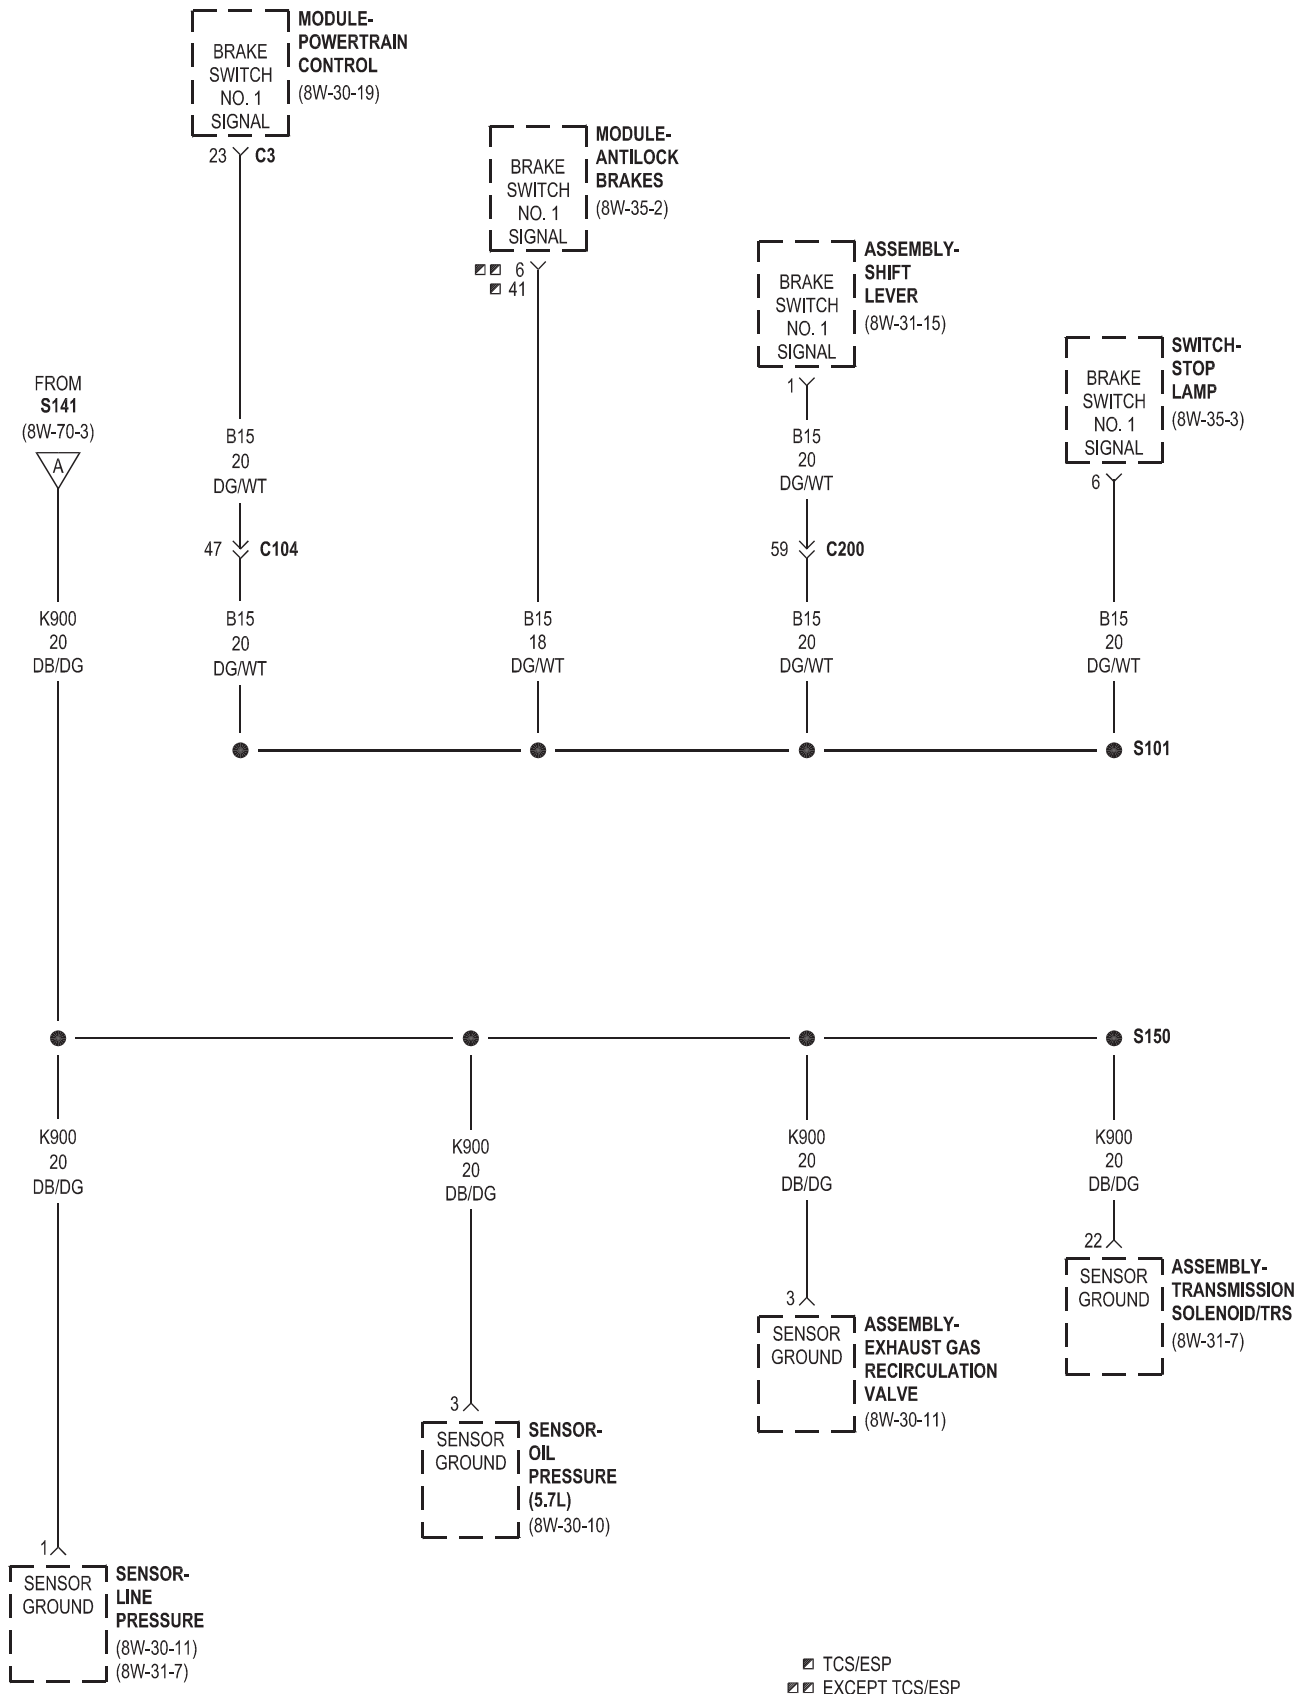 MODULE-
POWERTRAIN
CONTROL
(8W-30-19)
BRAKE
SWITCH
NO. 1
SIGNAL
23 C3
MODULE-
ANTILOCK
BRAKES
(8W-35-2)
BRAKE
SWITCH
NO. 1
SIGNAL
6
41
ASSEMBLY-
SHIFT
LEVER
(8W-31-15)
BRAKE
SWITCH
NO. 1
SIGNAL
1
SWITCH-
STOP
LAMP
(8W-35-3)
BRAKE
SWITCH
NO. 1
SIGNAL
6
FROM
S141
(8W-70-3)
A
B15
20
DG/WT
B15
20
DG/WT
47 C104
59 C200
K900
20
DB/DG
B15
20
DG/WT
B15
18
DG/WT
B15
20
DG/WT
B15
20
DG/WT
S101
S150
K900
20
DB/DG
K900
20
DB/DG
K900
20
DB/DG
K900
20
DB/DG
22
SENSOR
GROUND
ASSEMBLY-
TRANSMISSION
SOLENOID/TRS
(8W-31-7)
3
SENSOR
GROUND
ASSEMBLY-
EXHAUST GAS
RECIRCULATION
VALVE
(8W-30-11)
3
SENSOR
GROUND
SENSOR-
OIL
PRESSURE
(5.7L)
(8W-30-10)
1
SENSOR
GROUND
SENSOR-
LINE
PRESSURE
(8W-30-11)
(8W-31-7)
TCS/ESP
EXCEPT TCS/ESP